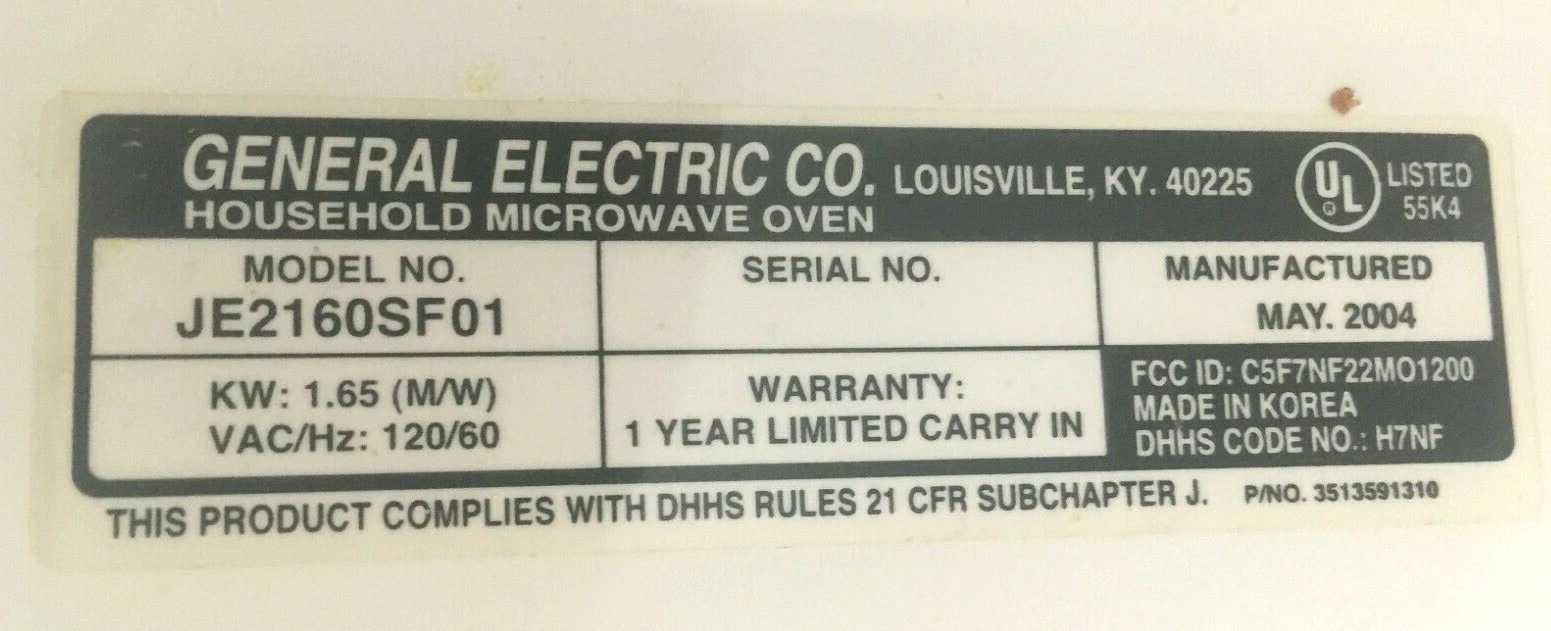 GENERAL ELECTRIC CO. LOUISVILLE, KY. 40225
HOUSEHOLD MICROWAVE OVEN
UL ® LISTED
55K4
MODEL NO.
JE2160SF01
SERIAL NO.
MANUFACTURED
MAY. 2004
KW: 1.65 (M/W)
VAC/Hz: 120/60
WARRANTY:
1 YEAR LIMITED CARRY IN
FCC ID: C5F7NF22MO1200
MADE IN KOREA
DHHS CODE NO.: H7NF
THIS PRODUCT COMPLIES WITH DHHS RULES 21 CFR SUBCHAPTER J. P/NO. 3513591310